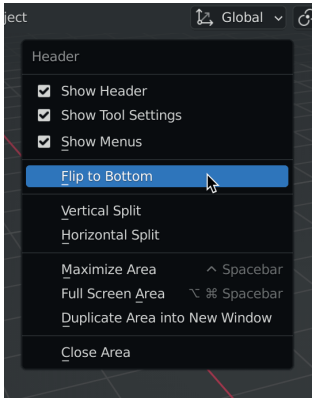 ject Global
Header
Show Header
Show Tool Settings
Show Menus
Flip to Bottom
Vertical Split
Horizontal Split
Maximize Area ^ Spacebar
Full Screen Area ⌥ ⌘ Spacebar
Duplicate Area into New Window
Close Area